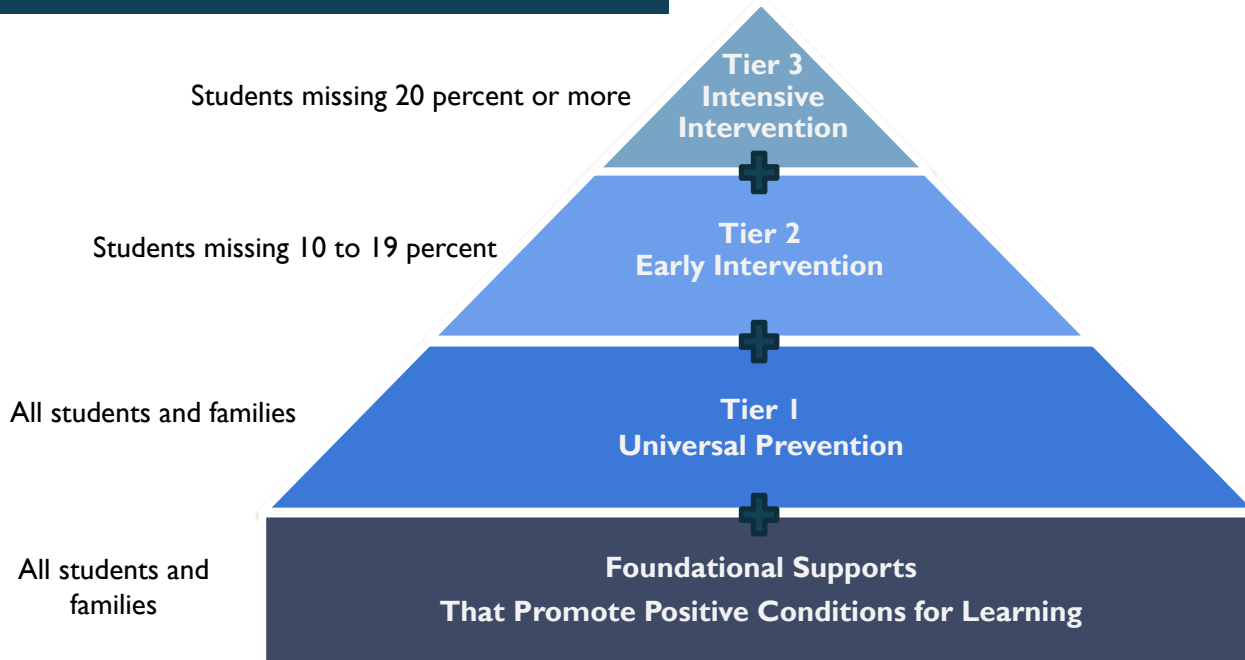 Tier 3
Intensive
Intervention
Students missing 20 percent or more
Tier 2
Early Intervention
Students missing 10 to 19 percent
Tier 1
Universal Prevention
All students and families
Foundational Supports
That Promote Positive Conditions for Learning
All students and
families